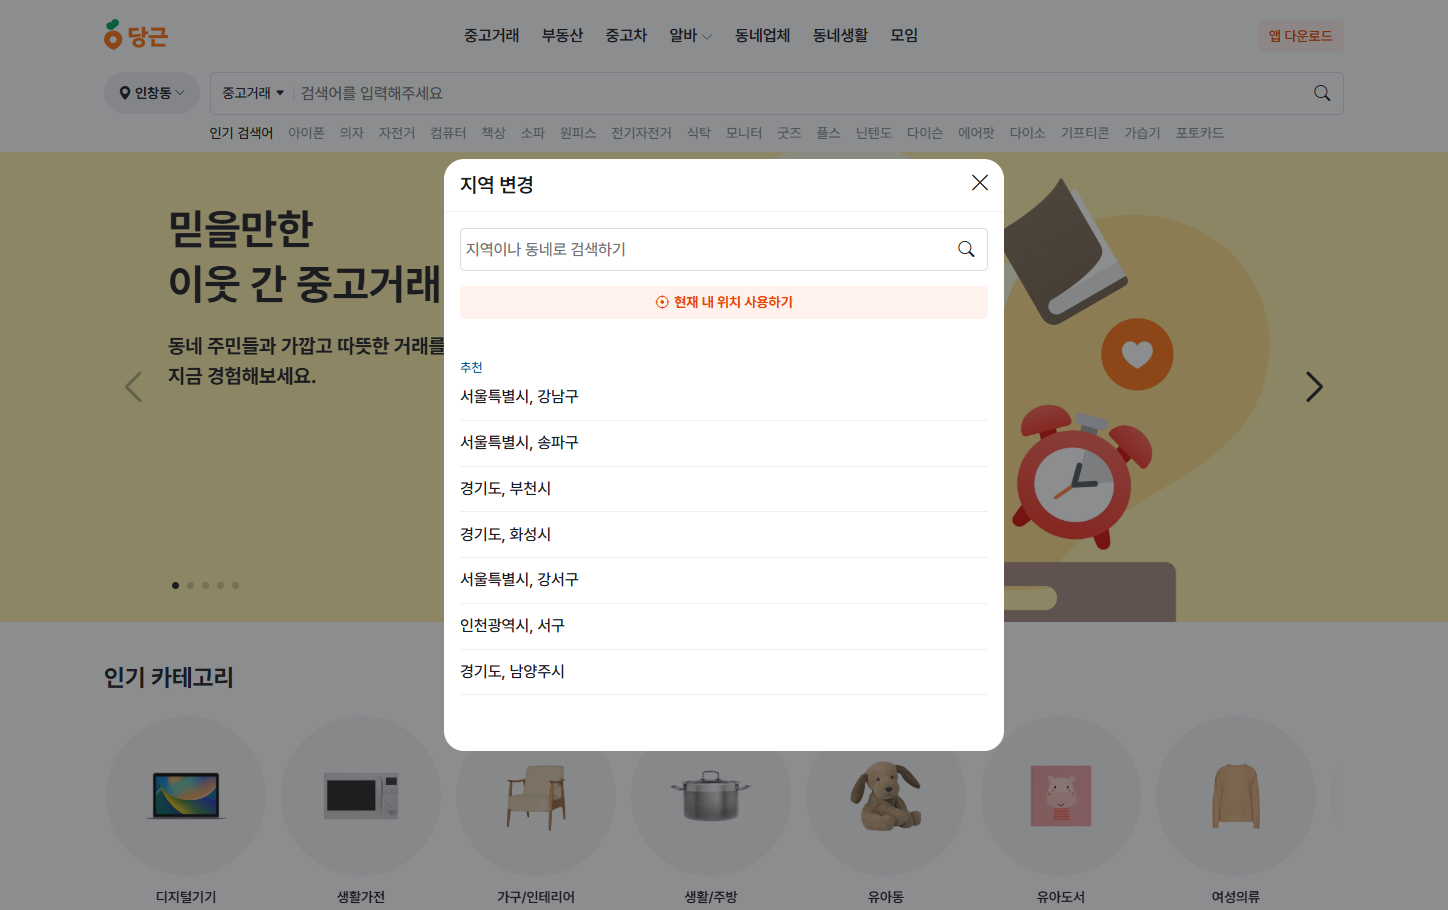 당근
중고거래 부동산 중고차 알바 동네업체 동네생활 모임
앱 다운로드
인창동
중고거래 검색어를 입력해주세요
인기 검색어 아이폰 의자 자전거 컴퓨터 책상 소파 원피스 전기자전거 식탁 모니터 굿즈 플스 닌텐도 다이슨 에어팟 다이소 기프티콘 가습기 포토카드
믿을만한
이웃 간 중고거래
동네 주민들과 가깝고 따뜻한 거래를
지금 경험해보세요.
지역 변경
지역이나 동네로 검색하기
현재 내 위치 사용하기
추천
서울특별시, 강남구
서울특별시, 송파구
경기도, 부천시
경기도, 화성시
서울특별시, 강서구
인천광역시, 서구
경기도, 남양주시
인기 카테고리
디지털기기 생활가전 가구/인테리어 생활/주방 유아동 유아도서 여성의류